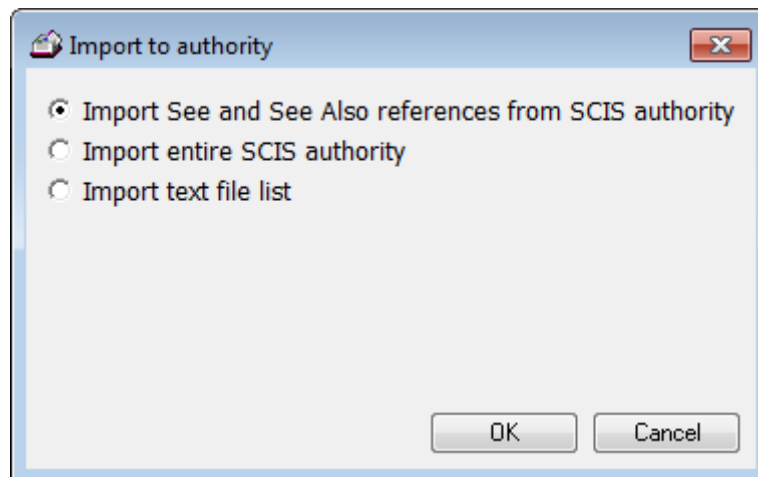 Import to authority
Import See and See Also references from SCIS authority
Import entire SCIS authority
Import text file list
OK Cancel